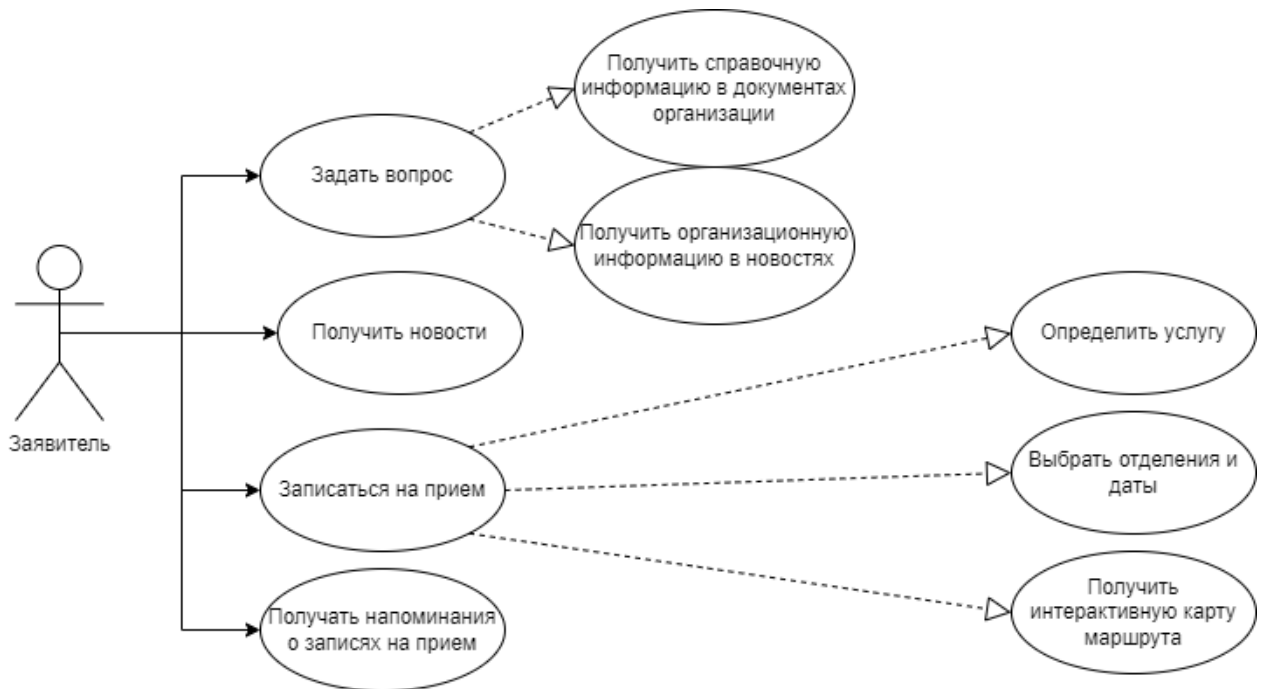 Получить справочную
информацию в документах
организации
Задать вопрос
Получить организационную
информацию в новостях
Получить новости
Определить услугу
Заявитель
Записаться на прием
Выбрать отделения и
даты
Получать напоминания
о записях на прием
Получить
интерактивную карту
маршрута